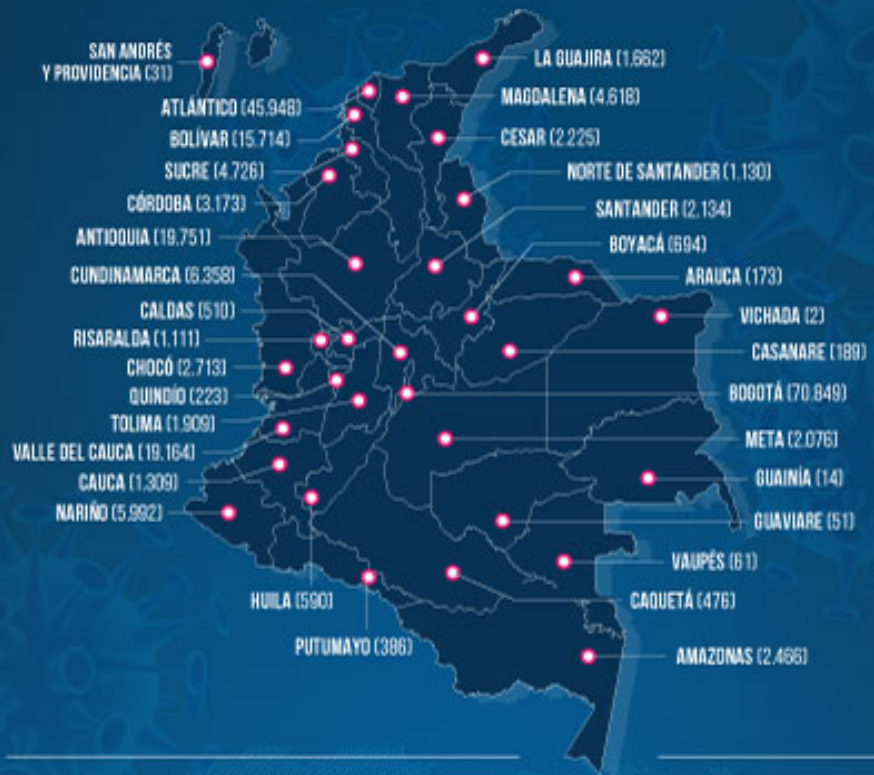 SAN ANDRÉS
Y PROVIDENCIA (31)
ATLÁNTICO (45.948)
BOLÍVAR (15.714)
SUCRE (4.726)
CÓRDOBA (3.173)
ANTIOQUIA (19.751)
CUNDINAMARCA (6.358)
CALDAS (510)
RISARALDA (1.111)
CHOCÓ (2.713)
QUINDÍO (223)
TOLIMA (1.909)
VALLE DEL CAUCA (19.164)
CAUCA (1.309)
NARIÑO (5.992)
HUILA (590)
PUTUMAYO (386)
LA GUAJIRA (1.662)
MAGDALENA (4.618)
CESAR (2.225)
NORTE DE SANTANDER (1.130)
SANTANDER (2.134)
BOYACÁ (694)
ARAUCA (173)
VICHADA (2)
CASANARE (189)
BOGOTÁ (70.849)
META (2.076)
GUAINÍA (14)
GUAVIARE (51)
VAUPÉS (61)
CAQUETÁ (476)
AMAZONAS (2.466)